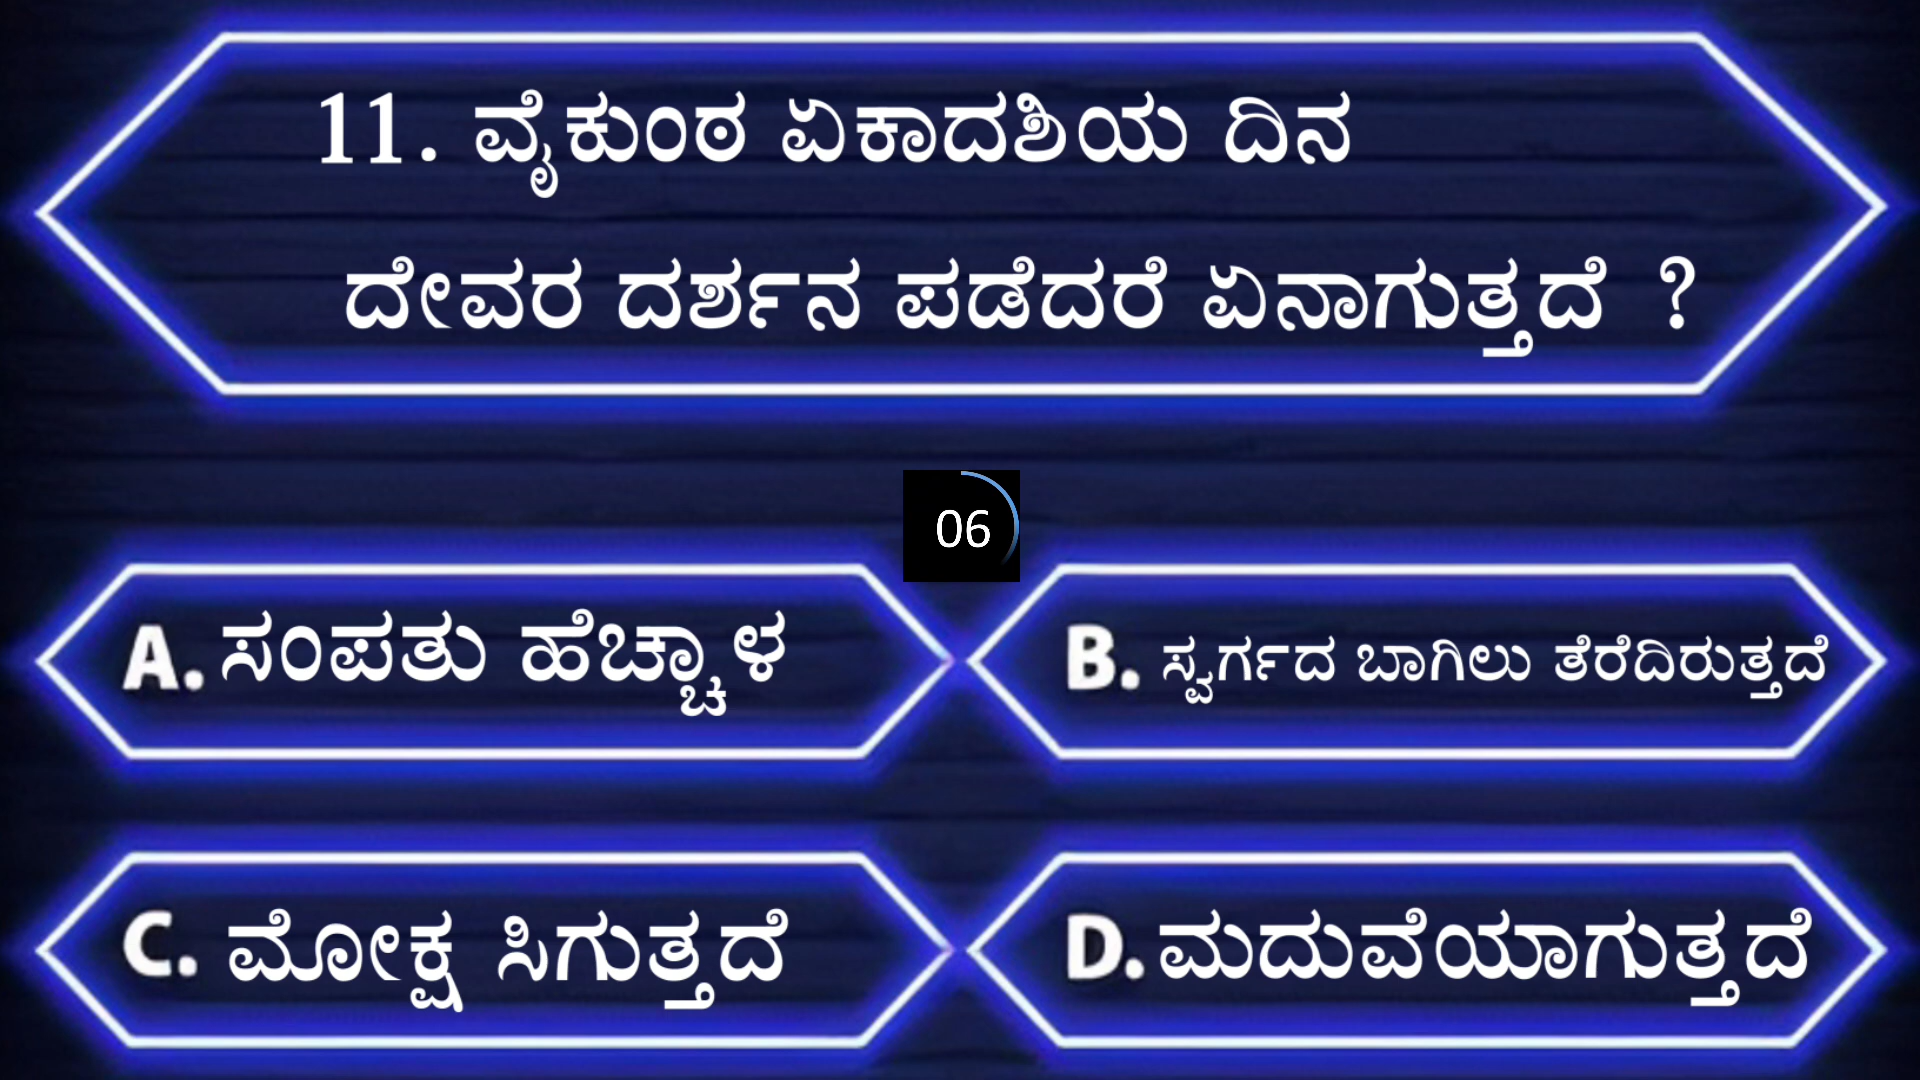 11. ವೈಕುಂಠ ಏಕಾದಶಿಯ ದಿನ
ದೇವರ ದರ್ಶನ ಪಡೆದರೆ ಏನಾಗುತ್ತದೆ ?
06
A. ಸಂಪತು ಹೆಚ್ಚಾಳ
B. ಸ್ವರ್ಗದ ಬಾಗಿಲು ತೆರೆದಿರುತ್ತದೆ
C. ಮೋಕ್ಷ ಸಿಗುತ್ತದೆ
D. ಮದುವೆಯಾಗುತ್ತದೆ